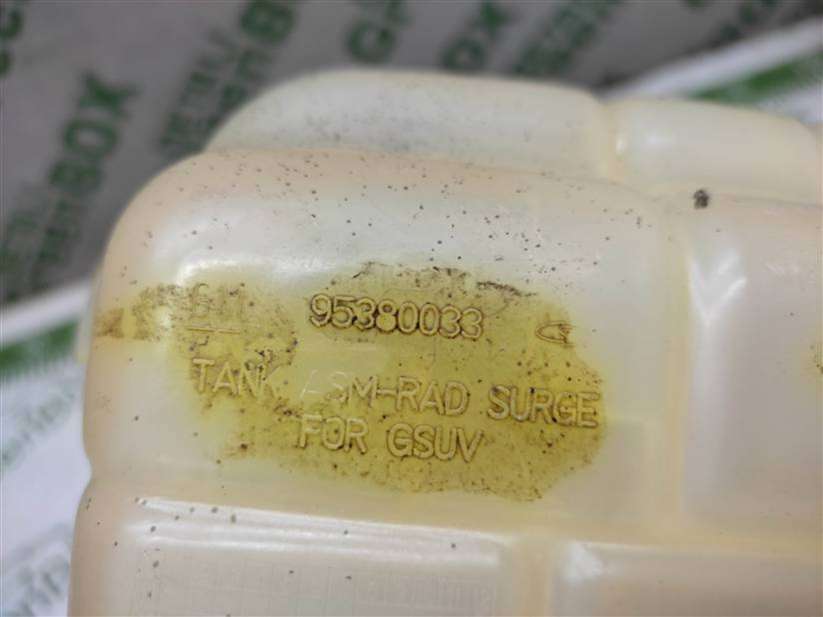 GM 95380033
TANK ASM-RAD SURGE
FOR GSUV